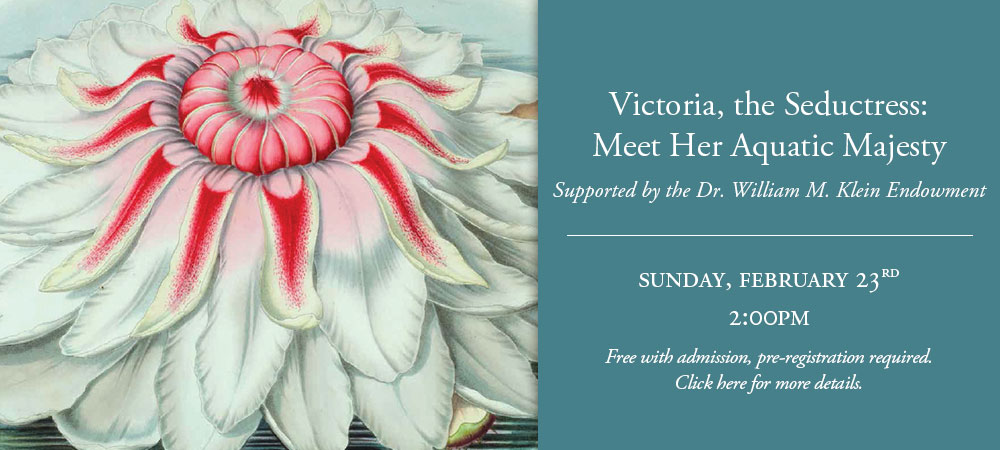 Victoria, the Seductress:
Meet Her Aquatic Majesty
Supported by the Dr. William M. Klein Endowment
SUNDAY, FEBRUARY 23RD
2:00PM
Free with admission, pre-registration required.
Click here for more details.